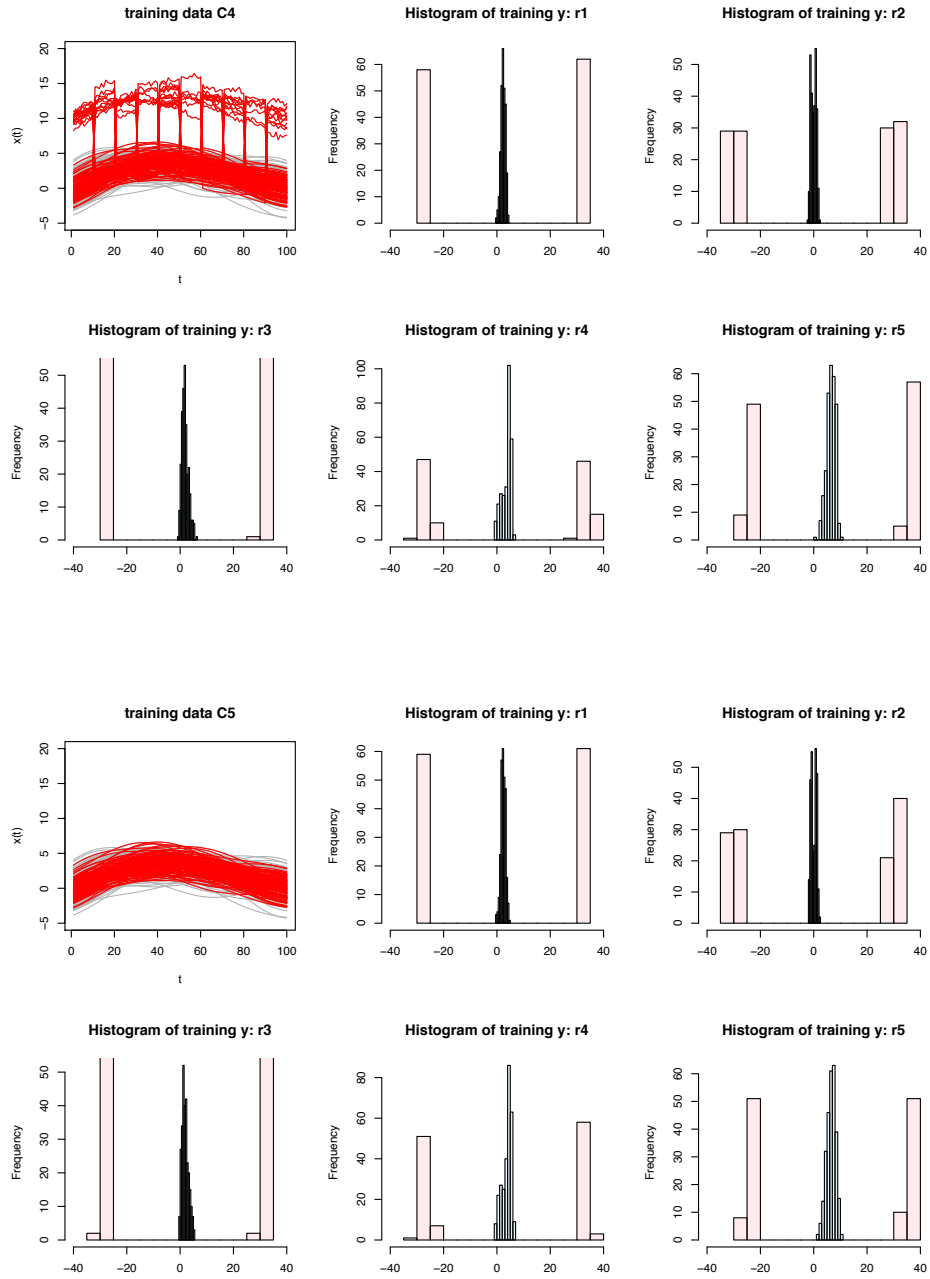 training data C4
x(t)
−5 0 5 10 15 20
0 20 40 60 80 100
t
Histogram of training y: r1
Frequency
0 10 20 30 40 50 60
−40 −20 0 20 40
Histogram of training y: r2
Frequency
0 10 20 30 40 50
−40 −20 0 20 40
Histogram of training y: r3
Frequency
0 10 20 30 40 50
−40 −20 0 20 40
Histogram of training y: r4
Frequency
0 20 40 60 80 100
−40 −20 0 20 40
Histogram of training y: r5
Frequency
0 10 20 30 40 50 60
−40 −20 0 20 40
training data C5
x(t)
−5 0 5 10 15 20
0 20 40 60 80 100
t
Histogram of training y: r1
Frequency
0 10 20 30 40 50 60
−40 −20 0 20 40
Histogram of training y: r2
Frequency
0 10 20 30 40 50
−40 −20 0 20 40
Histogram of training y: r3
Frequency
0 10 20 30 40 50
−40 −20 0 20 40
Histogram of training y: r4
Frequency
0 20 40 60 80
−40 −20 0 20 40
Histogram of training y: r5
Frequency
0 10 20 30 40 50 60
−40 −20 0 20 40